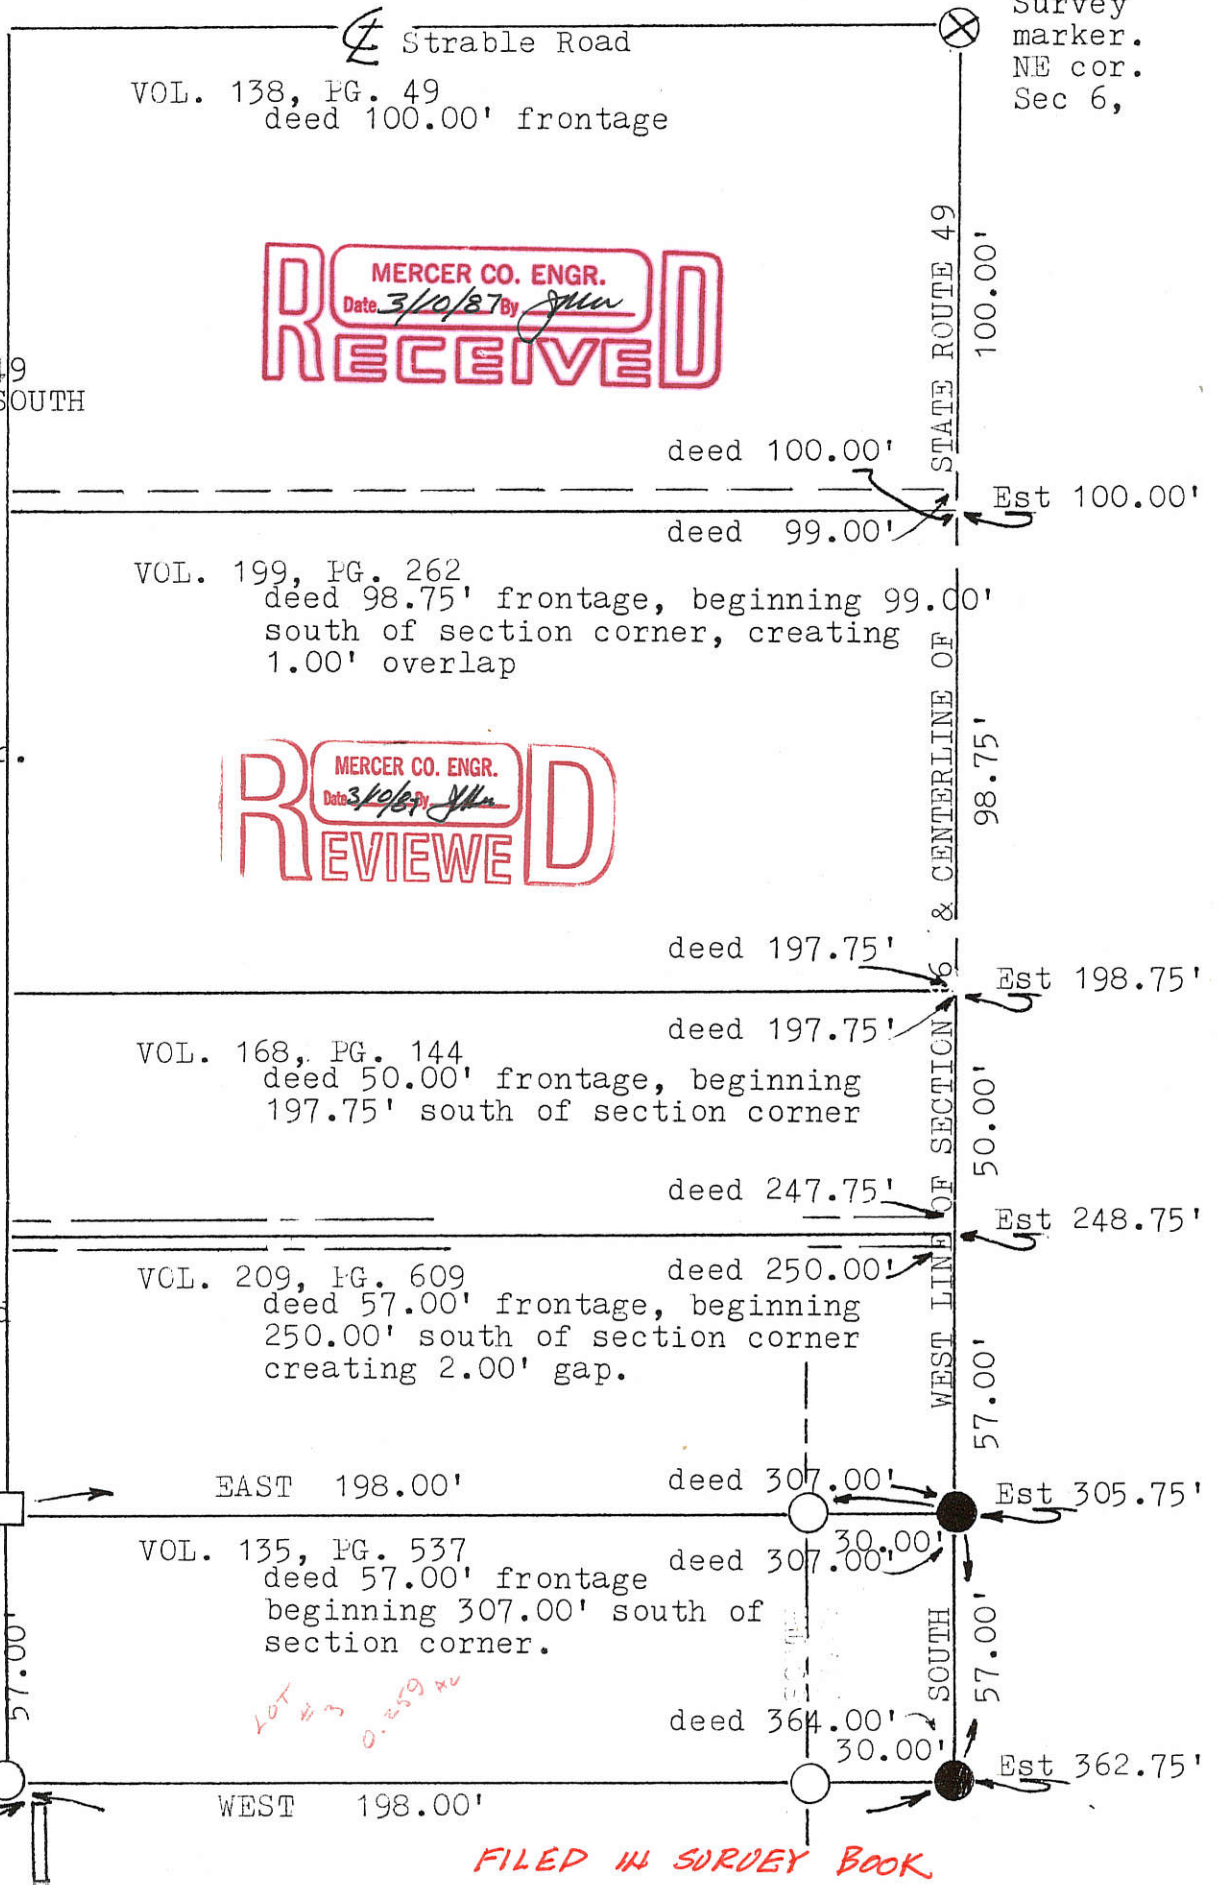 ℄ Strable Road
Survey
marker.
NE cor.
Sec 6,
VOL. 138, PG. 49
deed 100.00' frontage
RECEIVED
MERCER CO. ENGR.
Date 3/10/87 By
49
SOUTH
STATE ROUTE 49
100.00'
deed 100.00'
Est 100.00'
deed 99.00'
VOL. 199, PG. 262
deed 98.75' frontage, beginning 99.00'
south of section corner, creating
1.00' overlap
REVIEWED
MERCER CO. ENGR.
Date 3/10/87 By
& CENTERLINE OF
98.75'
deed 197.75'
Est 198.75'
deed 197.75'
VOL. 168, PG. 144
deed 50.00' frontage, beginning
197.75' south of section corner
WEST LINE OF SECTION 6
50.00'
deed 247.75'
Est 248.75'
deed 250.00'
VOL. 209, PG. 609
deed 57.00' frontage, beginning
250.00' south of section corner
creating 2.00' gap.
57.00'
EAST 198.00'
deed 307.00'
Est 305.75'
30.00'
deed 307.00'
VOL. 135, PG. 537
deed 57.00' frontage
beginning 307.00' south of
section corner.
57.00'
SOUTH
57.00'
LOT #3
0.259 AC
deed 364.00'
30.00'
Est 362.75'
WEST 198.00'
FILED IN SURVEY BOOK